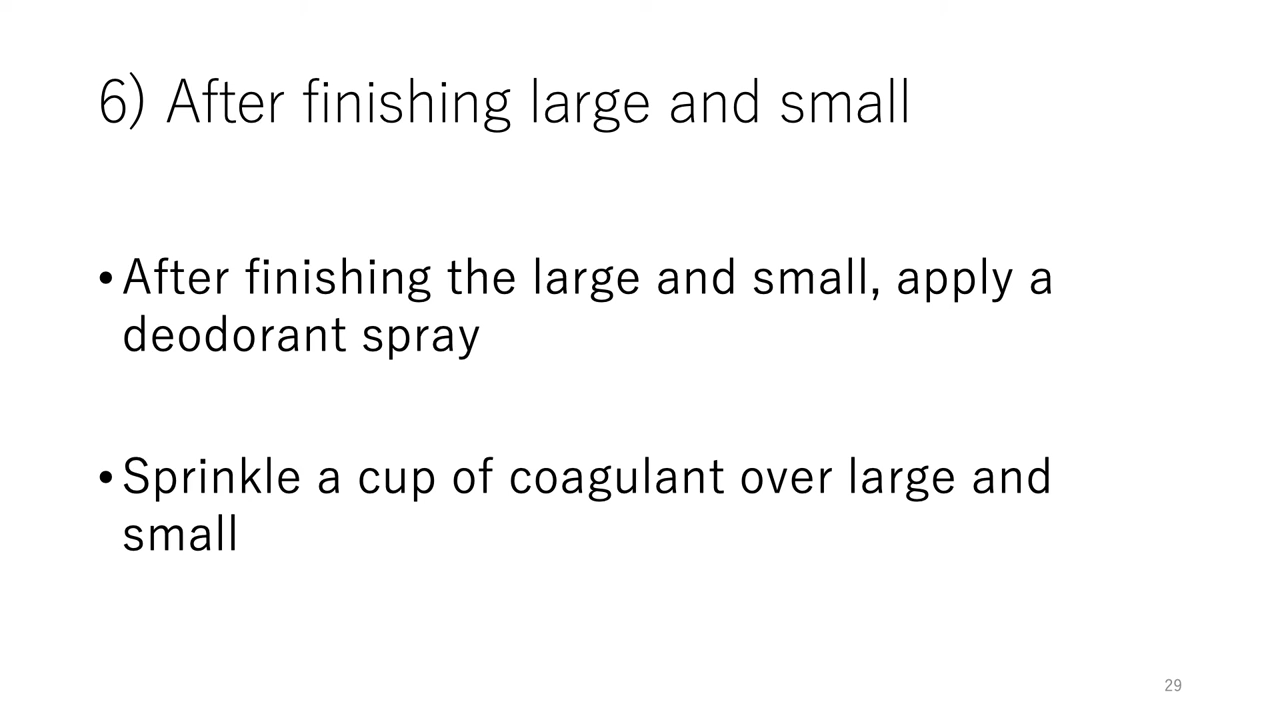 6) After finishing large and small
•After finishing the large and small, apply a
deodorant spray
•Sprinkle a cup of coagulant over large and
small
29